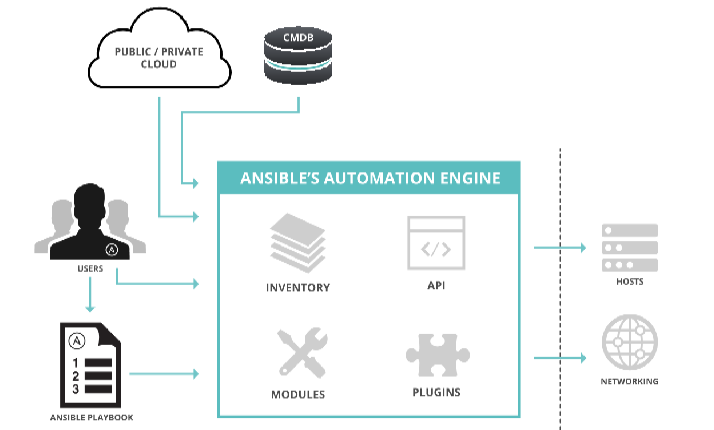 PUBLIC / PRIVATE
CLOUD
CMDB
ANSIBLE'S AUTOMATION ENGINE
USERS
A
INVENTORY
API
</>
HOSTS
A
1
2
3
ANSIBLE PLAYBOOK
MODULES
PLUGINS
NETWORKING